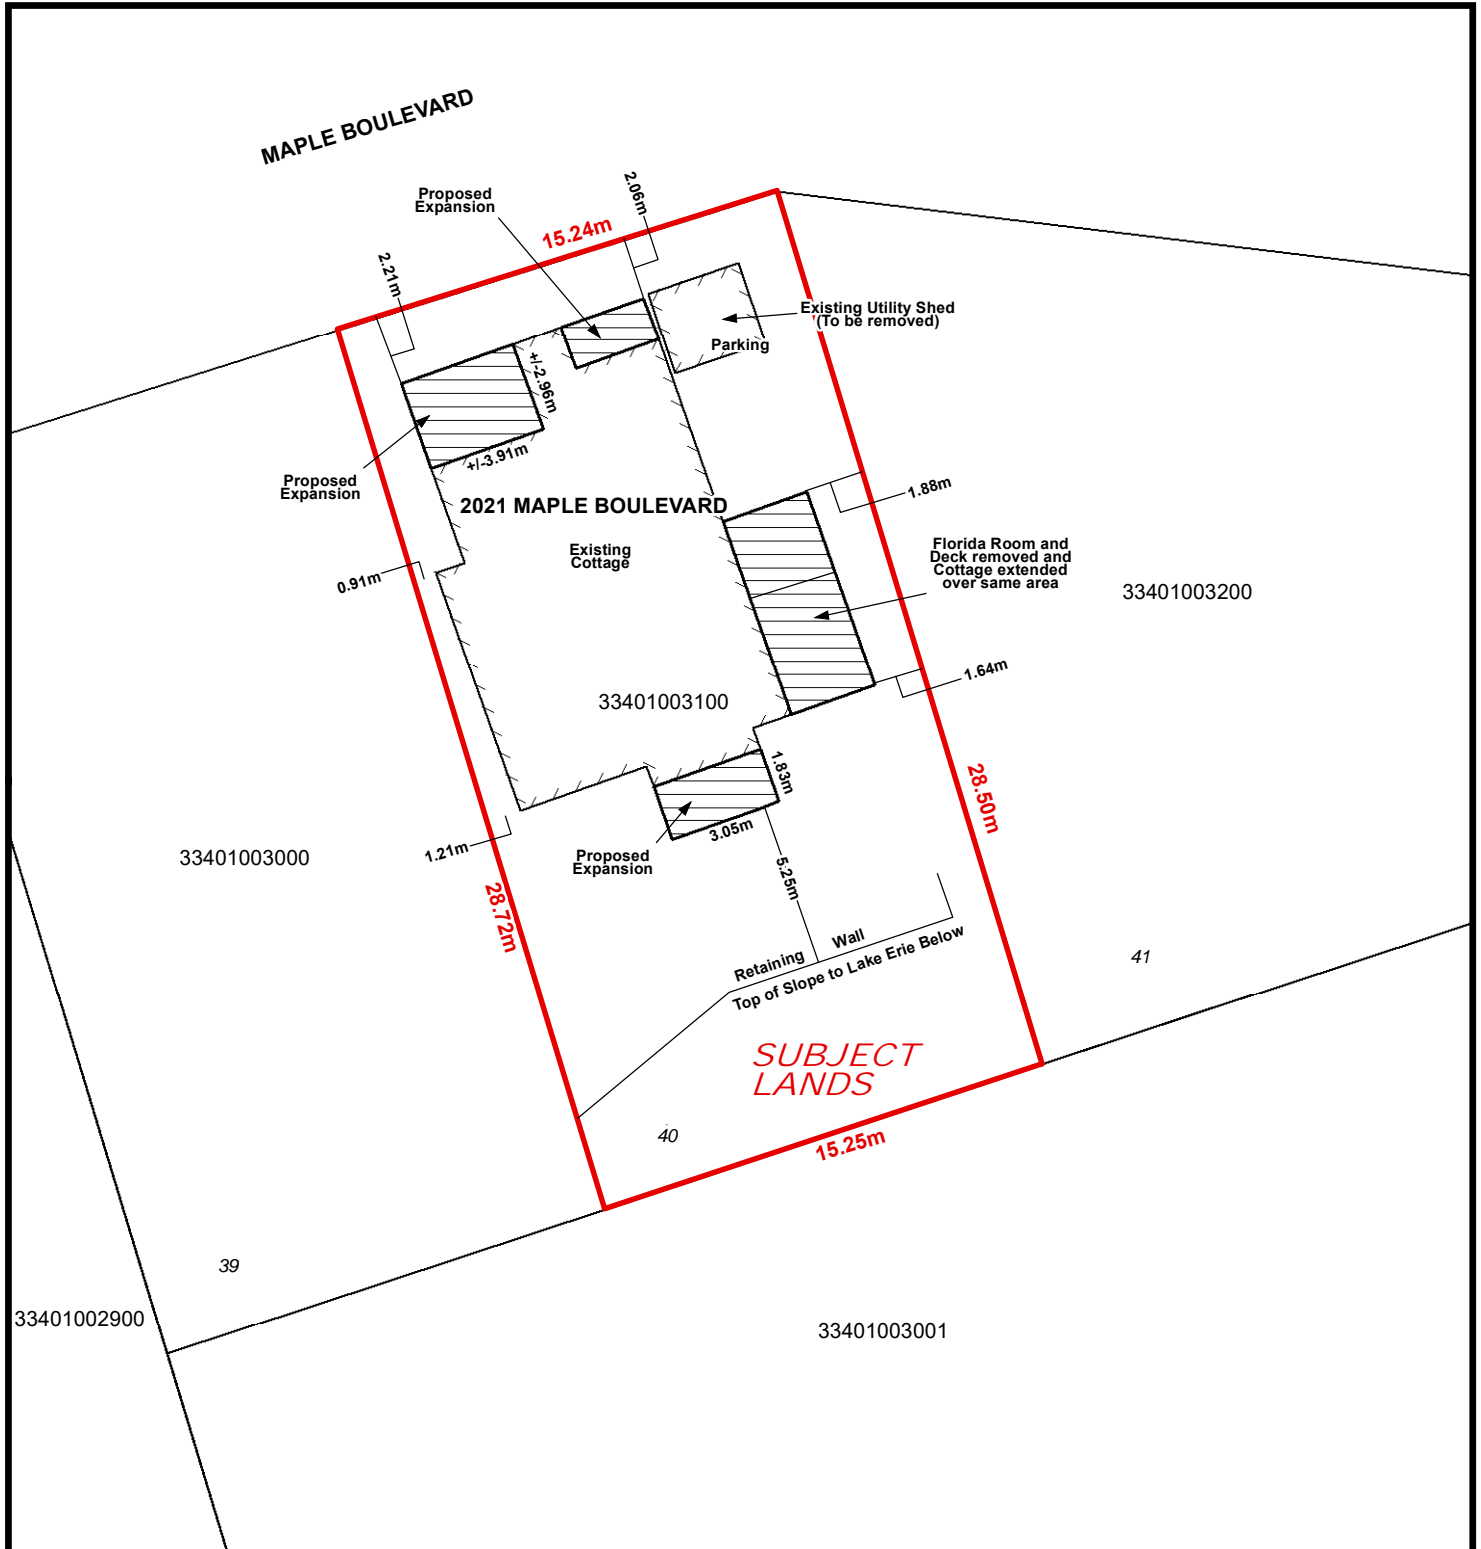 MAPLE BOULEVARD
Proposed
Expansion
2.06m
15.24m
2.21m
Existing Utility Shed
(To be removed)
Parking
+/-2.96m
+/-3.91m
Proposed
Expansion
2021 MAPLE BOULEVARD
1.88m
Existing
Cottage
Florida Room and
Deck removed and
Cottage extended
over same area
0.91m
33401003200
1.64m
33401003100
1.83m
28.50m
3.05m
1.21m
33401003000
Proposed
Expansion
5.25m
28.72m
Retaining Wall
Top of Slope to Lake Erie Below
41
SUBJECT
LANDS
40
15.25m
39
33401002900
33401003001